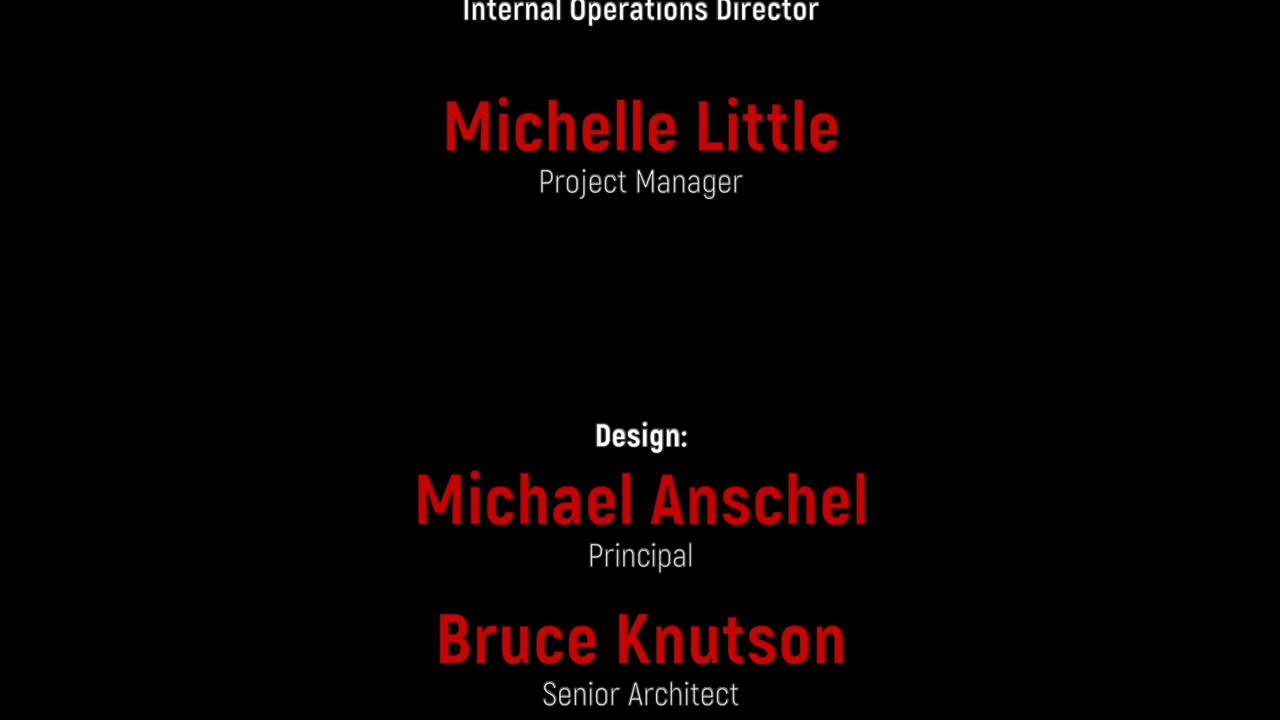 Internal Operations Director
Michelle Little
Project Manager
Design:
Michael Anschel
Principal
Bruce Knutson
Senior Architect